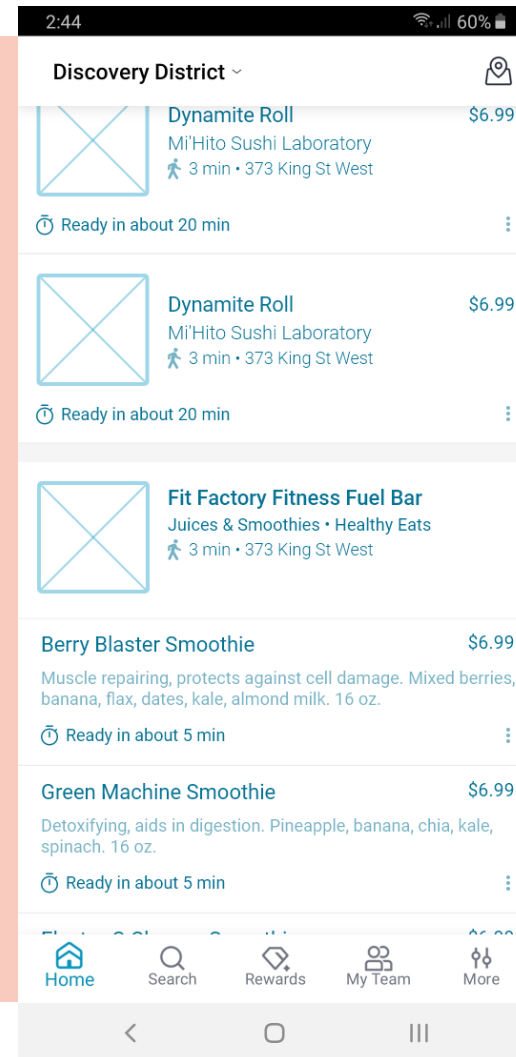 2:44
60%
Discovery District
Dynamite Roll
$6.99
Mi'Hito Sushi Laboratory
3 min • 373 King St West
Ready in about 20 min
Dynamite Roll
$6.99
Mi'Hito Sushi Laboratory
3 min • 373 King St West
Ready in about 20 min
Fit Factory Fitness Fuel Bar
Juices & Smoothies • Healthy Eats
3 min • 373 King St West
Berry Blaster Smoothie
$6.99
Muscle repairing, protects against cell damage. Mixed berries,
banana, flax, dates, kale, almond milk. 16 oz.
Ready in about 5 min
Green Machine Smoothie
$6.99
Detoxifying, aids in digestion. Pineapple, banana, chia, kale,
spinach. 16 oz.
Ready in about 5 min
Home
Search
Rewards
My Team
More